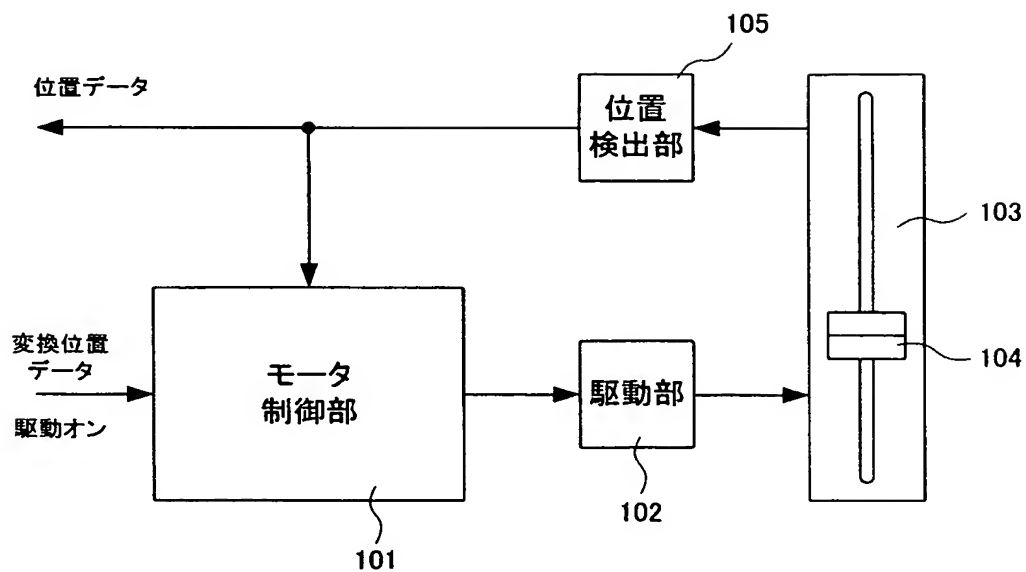 105
位置データ
位置
検出部
103
変換位置
データ
駆動オン
モータ
制御部
駆動部
104
102
101